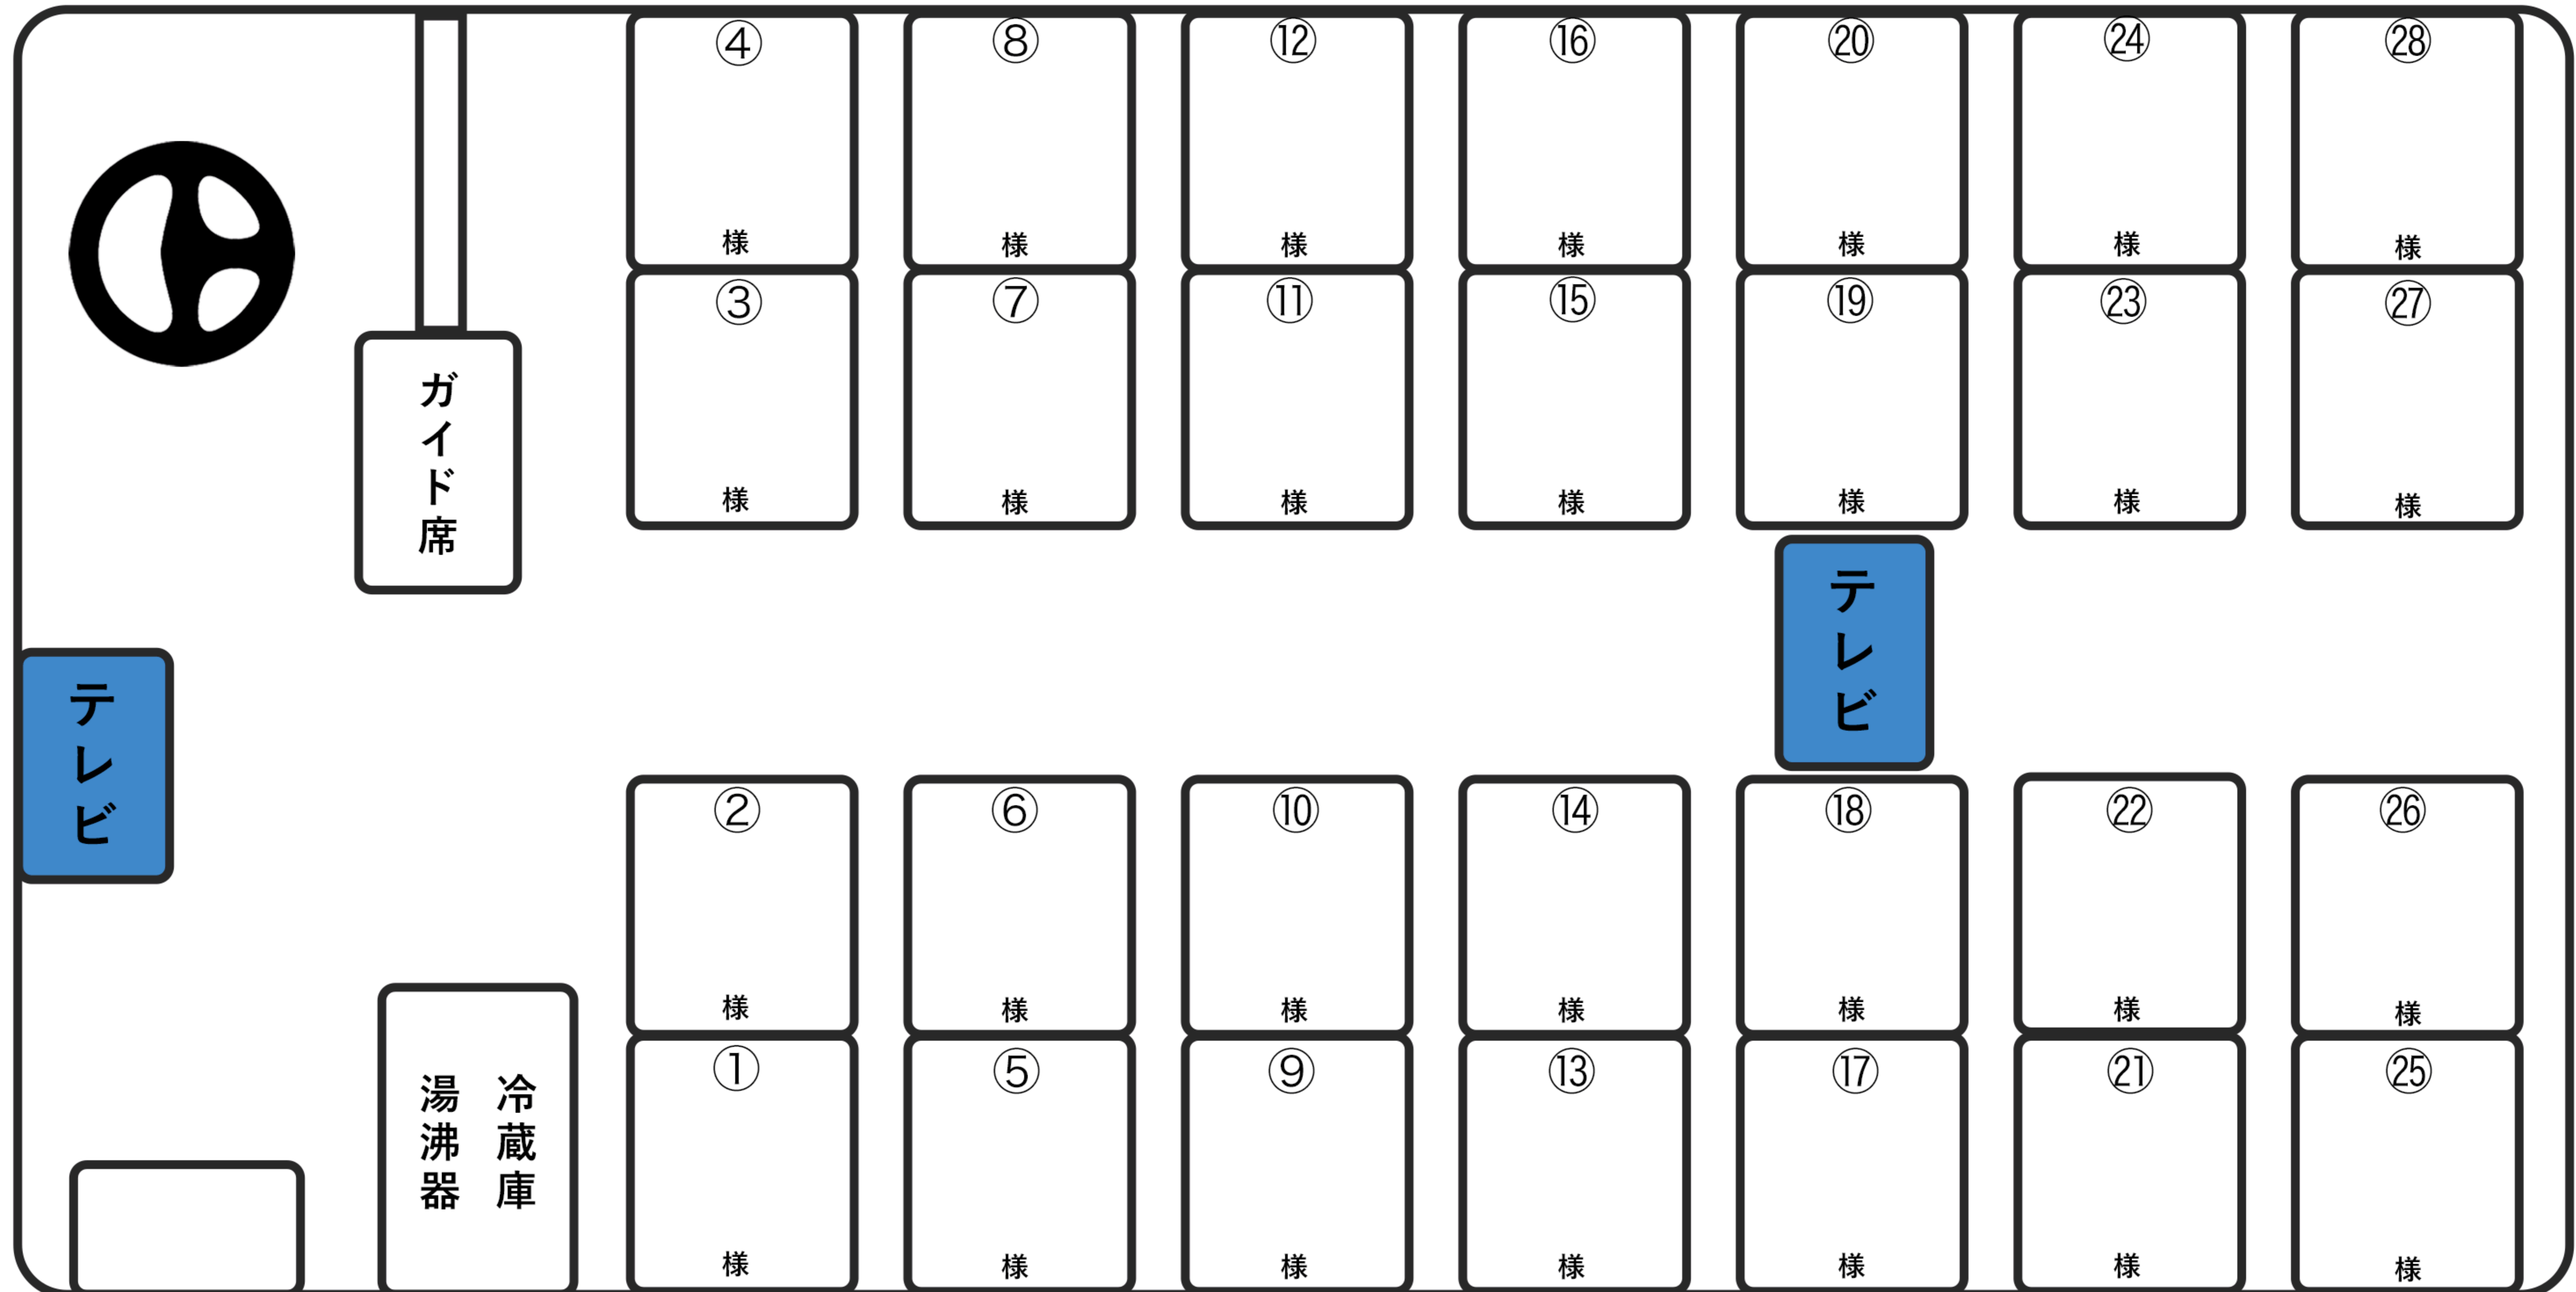 ④
⑧
⑫
⑯
⑳
㉔
㉘
様
様
様
様
様
様
様
③
⑦
⑪
⑮
⑲
㉓
㉗
様
様
様
様
様
様
様
ガイド席
テレビ
テレビ
②
⑥
⑩
⑭
⑱
㉒
㉖
様
様
様
様
様
様
様
①
⑤
⑨
⑬
⑰
㉑
㉕
様
様
様
様
様
様
様
冷蔵庫
湯沸器